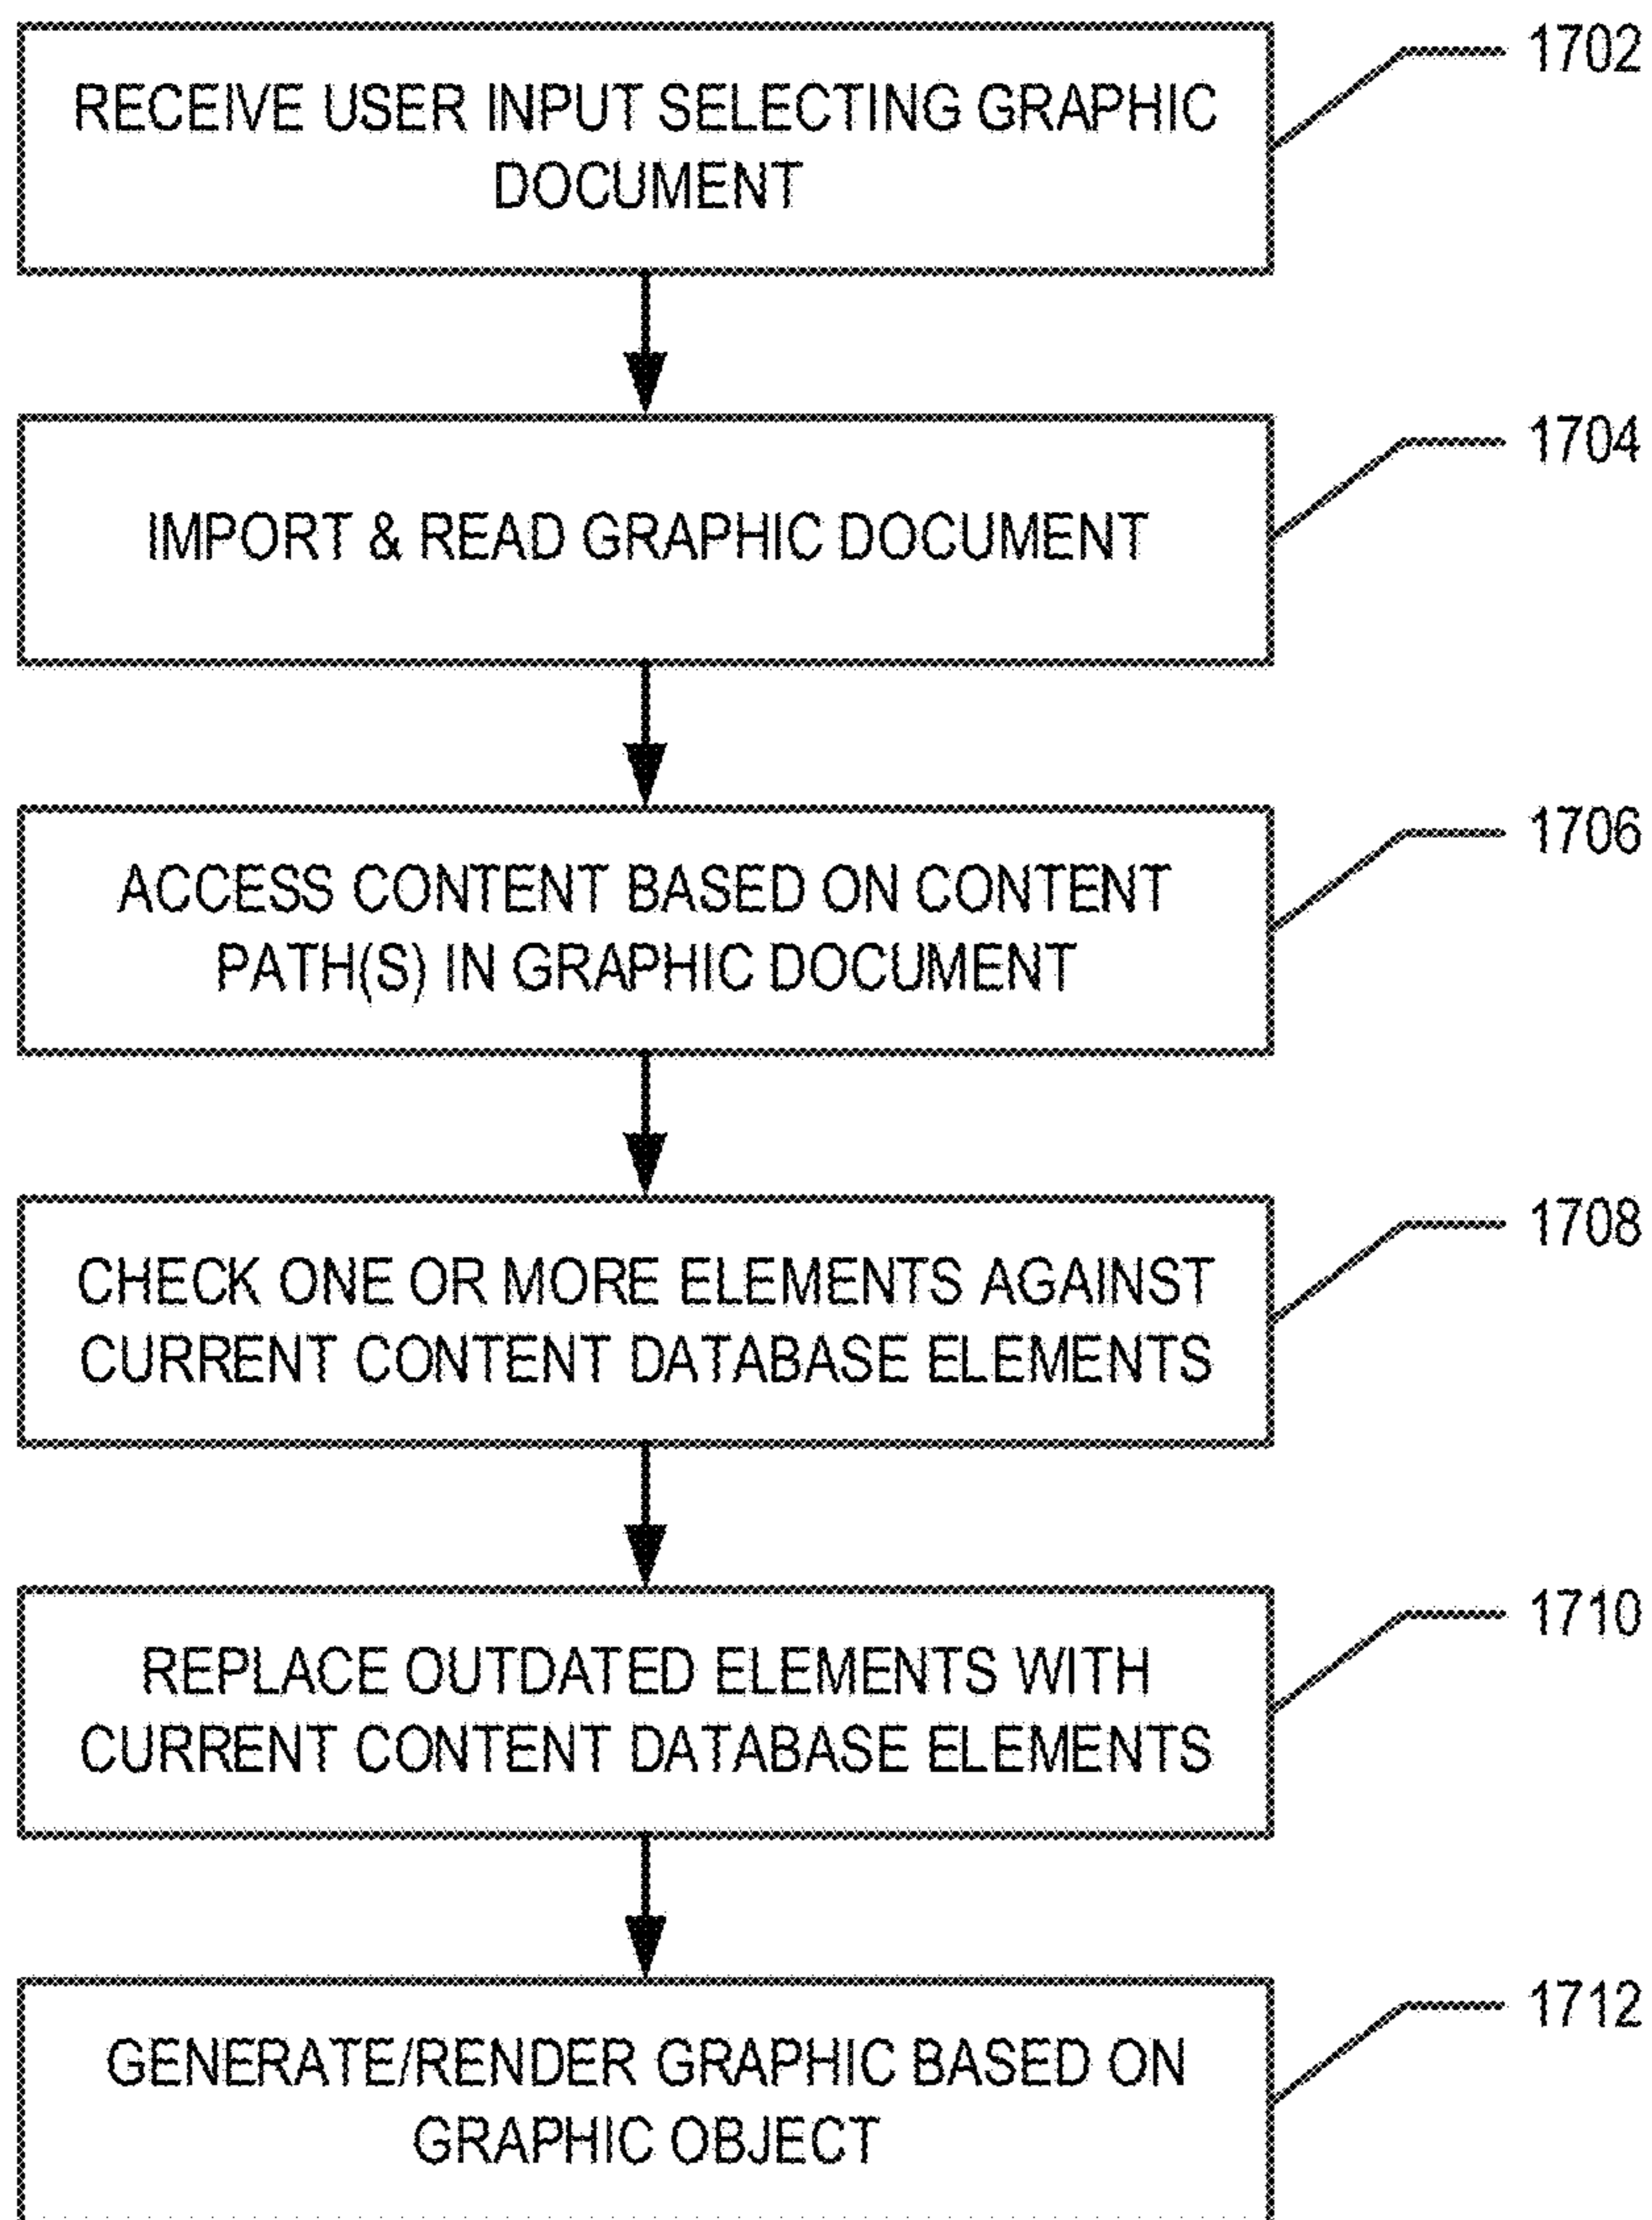 RECEIVE USER INPUT SELECTING GRAPHIC
DOCUMENT
1702
IMPORT & READ GRAPHIC DOCUMENT
1704
ACCESS CONTENT BASED ON CONTENT
PATH(S) IN GRAPHIC DOCUMENT
1706
CHECK ONE OR MORE ELEMENTS AGAINST
CURRENT CONTENT DATABASE ELEMENTS
1708
REPLACE OUTDATED ELEMENTS WITH
CURRENT CONTENT DATABASE ELEMENTS
1710
GENERATE/RENDER GRAPHIC BASED ON
GRAPHIC OBJECT
1712